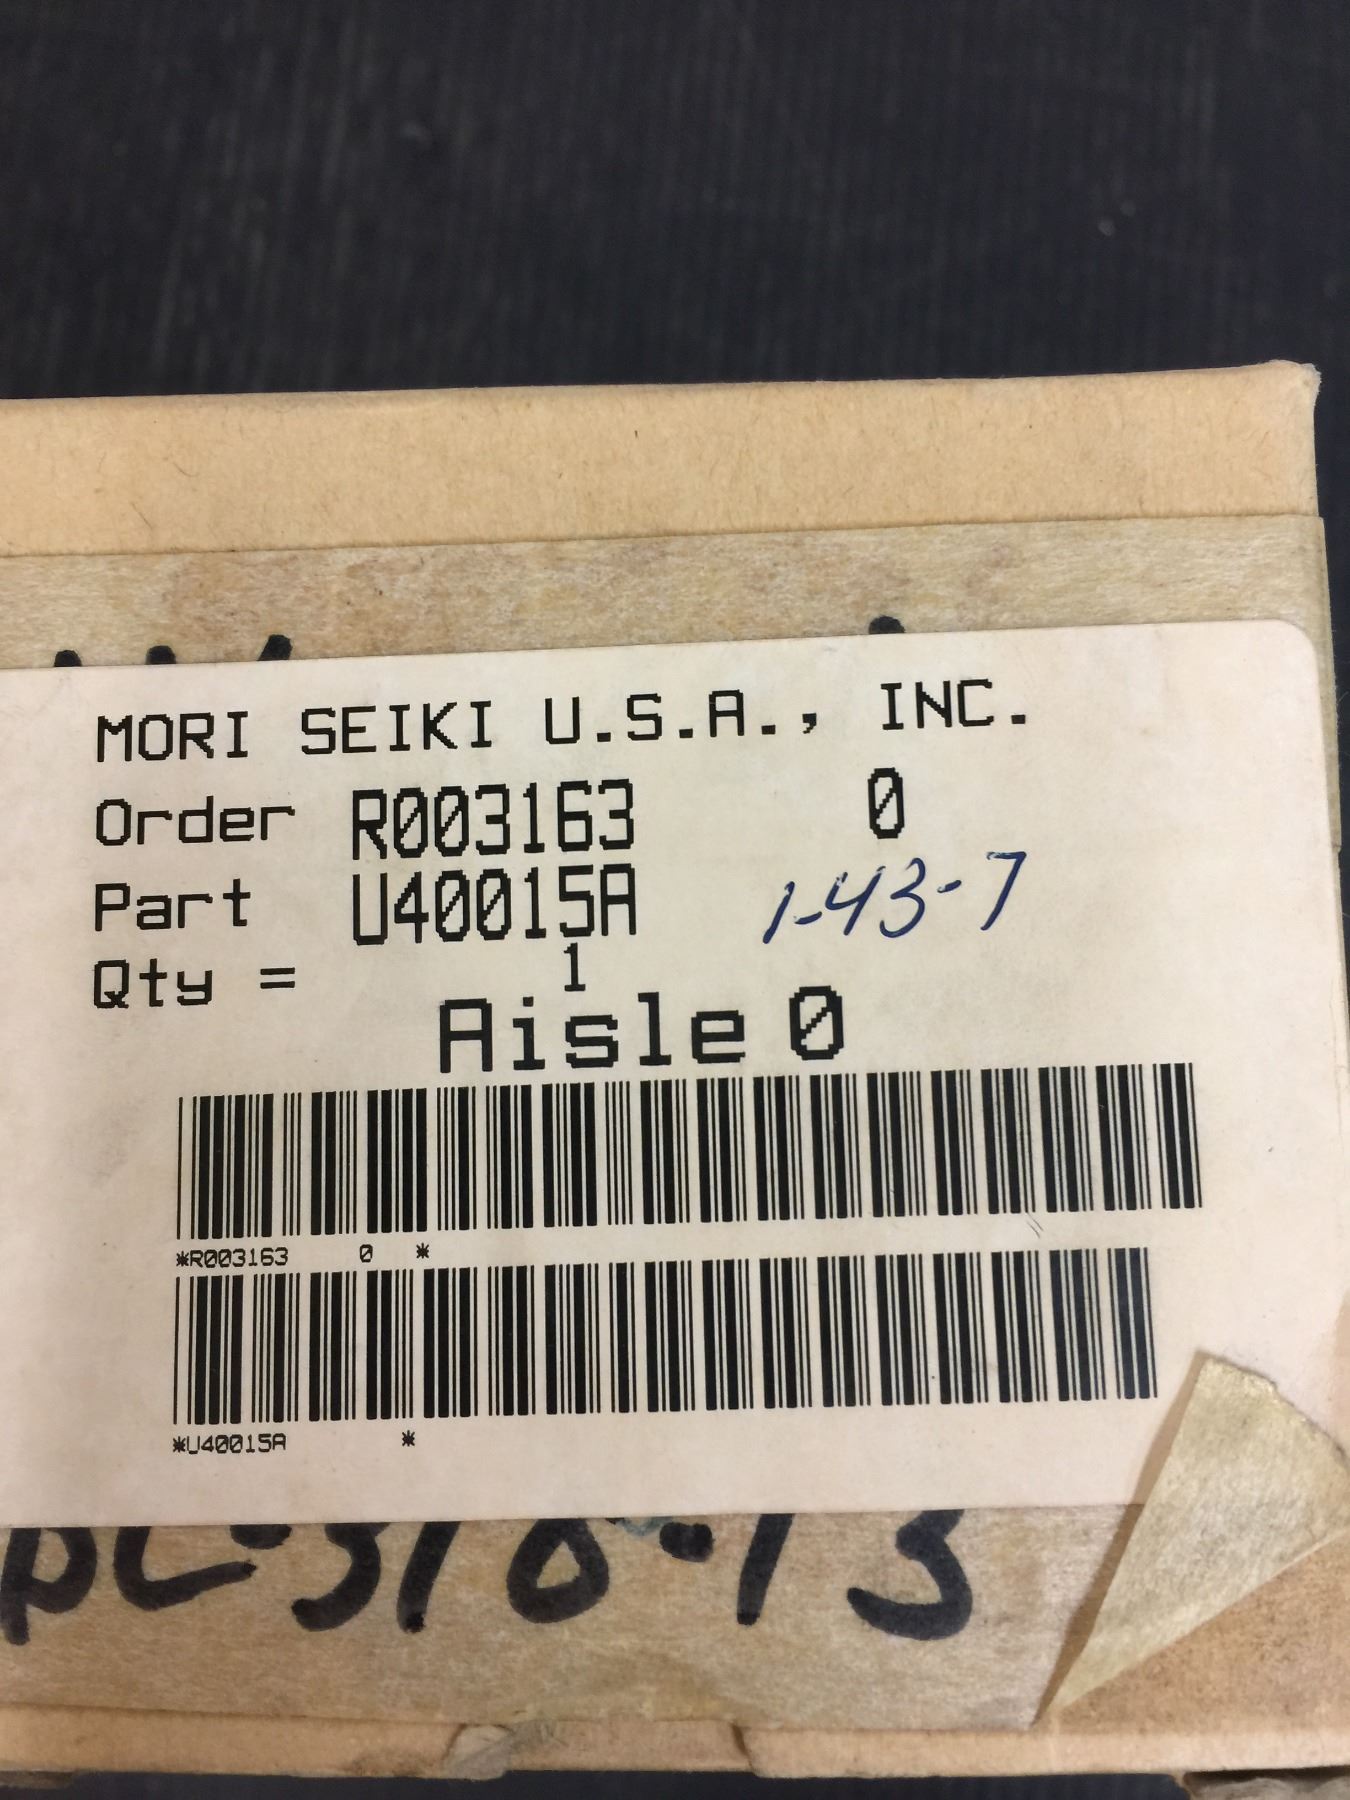 MORI SEIKI U.S.A., INC.
Order R003163 0
Part U40015A 1-43-7
Qty = 1
Aisle 0
*R003163 0 *
*U40015A *